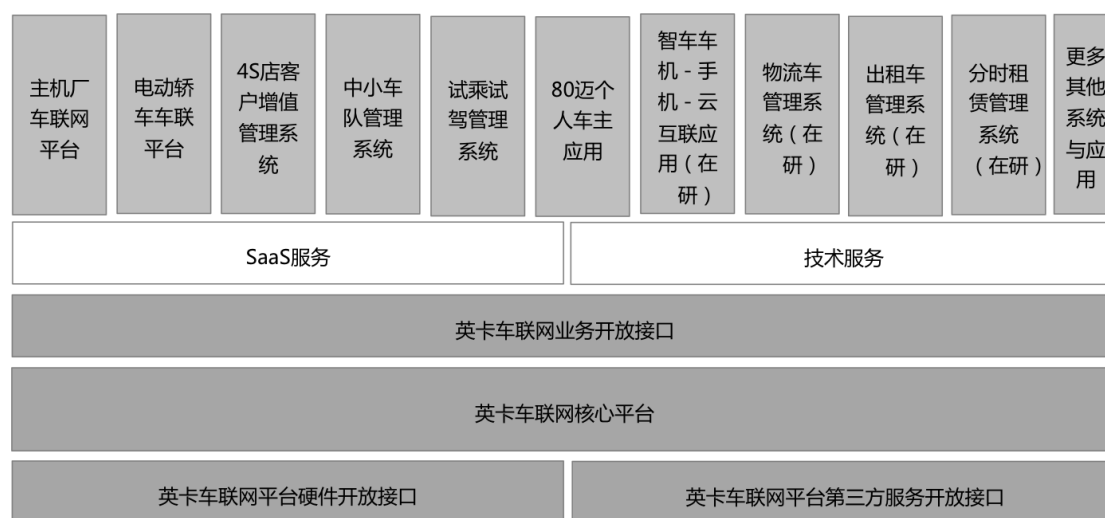 主机厂
车联网
平台
电动轿
车车联
平台
4S店客
户增值
管理系
统
中小车
队管理
系统
试乘试
驾管理
系统
80迈个
人车主
应用
智车车
机-手
机-云
互联应
用(在
研)
物流车
管理系
统(在
研)
出租车
管理系
统(在
研)
分时租
赁管理
系统
(在研)
更多
其他
系统
与应
用
SaaS服务
技术服务
英卡车联网业务开放接口
英卡车联网核心平台
英卡车联网平台硬件开放接口
英卡车联网平台第三方服务开放接口